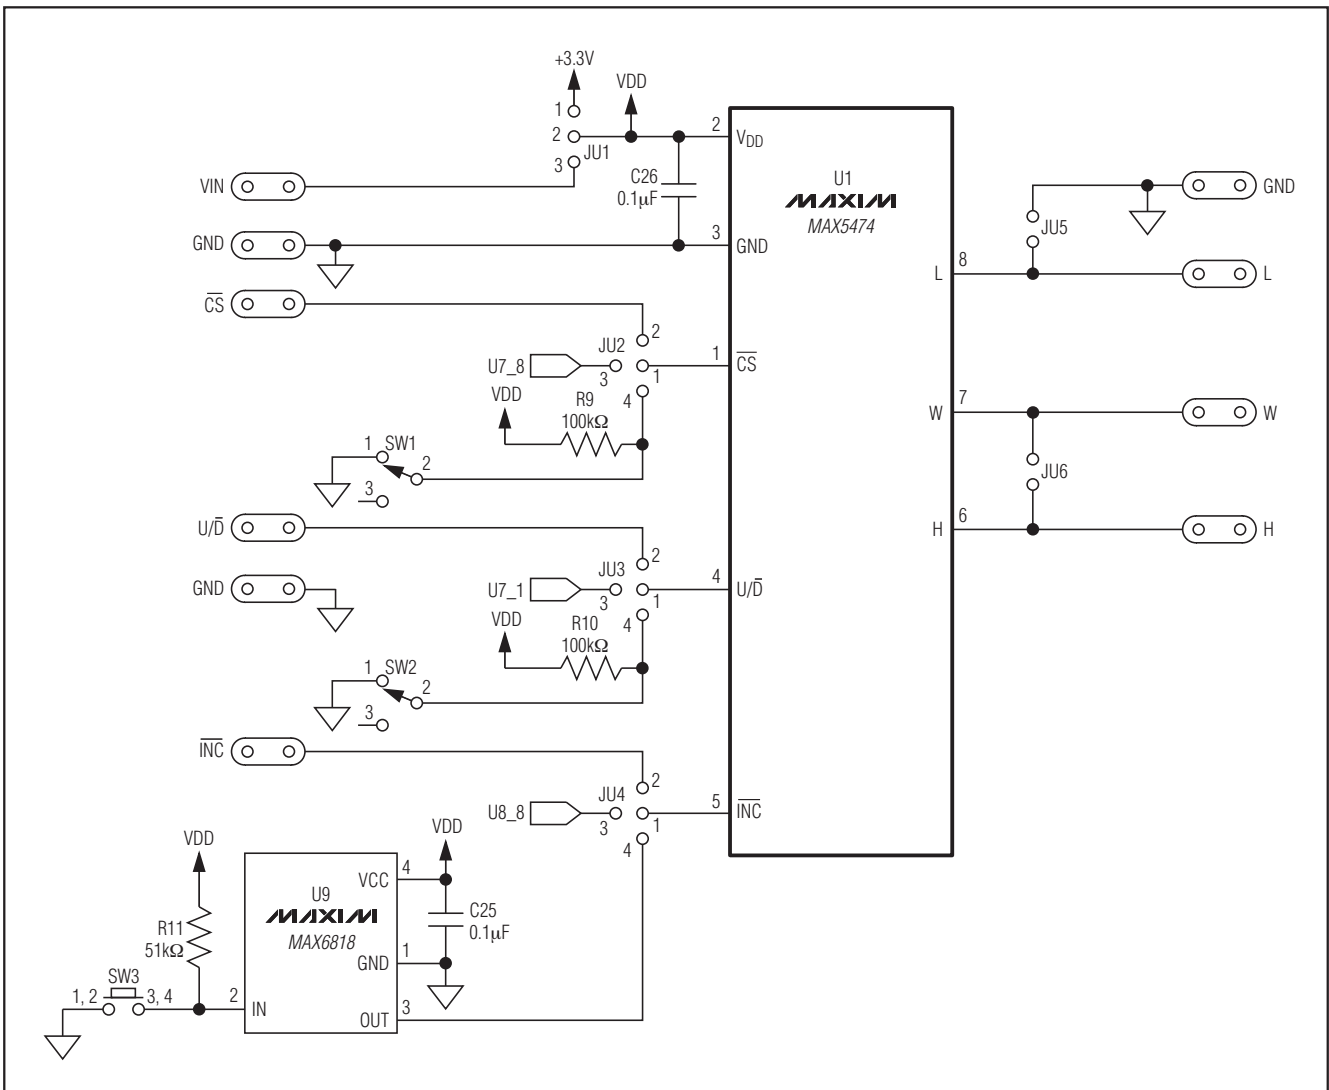 +3.3V
VDD
1
2
3
JU1
VIN
C26
0.1µF
2
VDD
U1
MAXIM
MAX5474
GND
JU5
GND
3
GND
8
L
L
C̅S̅
2
JU2
U7_8
3
1
4
1
C̅S̅
VDD
R9
100kΩ
7
W
W
1
SW1
2
3
JU6
U/D̅
6
H
H
2
JU3
U7_1
3
1
4
4
U/D̅
GND
VDD
R10
100kΩ
1
SW2
2
3
I̅N̅C̅
2
JU4
U8_8
3
1
4
5
I̅N̅C̅
VDD
VDD
4
VCC
U9
MAXIM
MAX6818
C25
0.1µF
R11
51kΩ
1
GND
SW3
1, 2
3, 4
2
IN
3
OUT